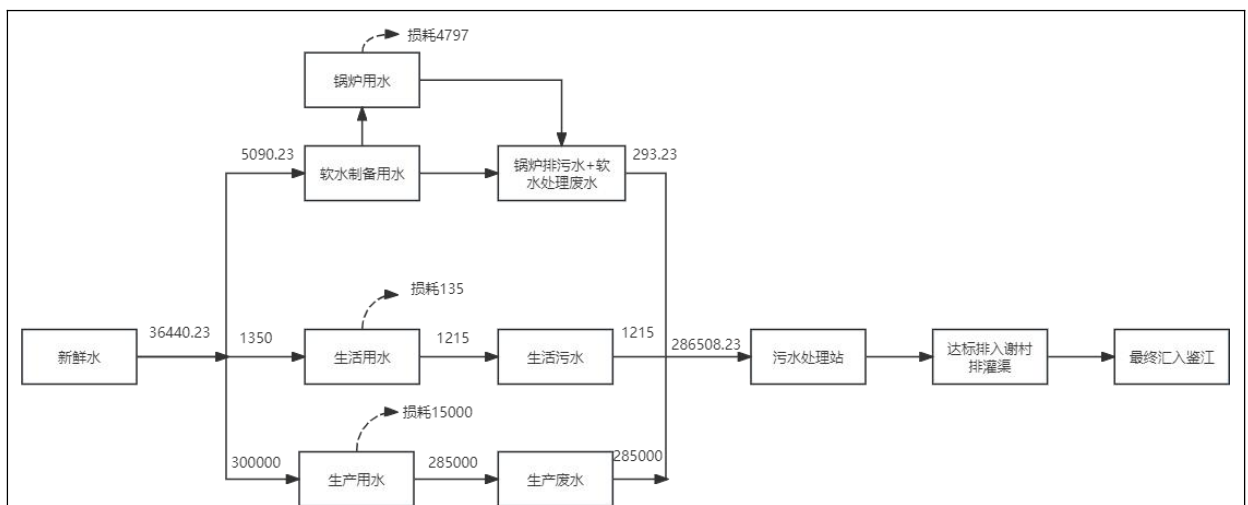 损耗4797
锅炉用水
5090.23
软水制备用水
锅炉排污水+软
水处理废水
293.23
损耗135
新鲜水
36440.23
1350
生活用水
1215
生活污水
1215
286508.23
污水处理站
达标排入谢村
排灌渠
最终汇入鉴江
损耗15000
300000
生产用水
285000
生产废水
285000